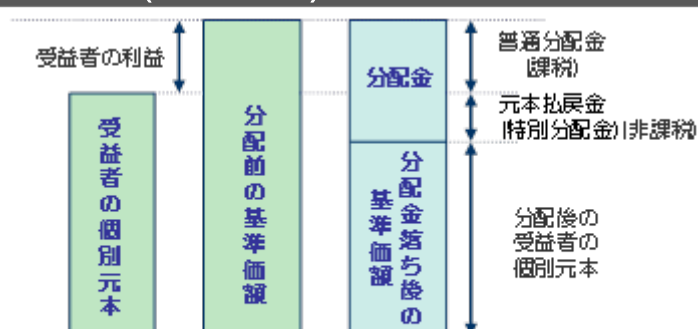 受益者の利益
受益者の個別元本
分配前の基準価額
分配金
分配金落ち後の
基準価額
普通分配金
(課税)
元本払戻金
(特別分配金)(非課税)
分配後の
受益者の
個別元本